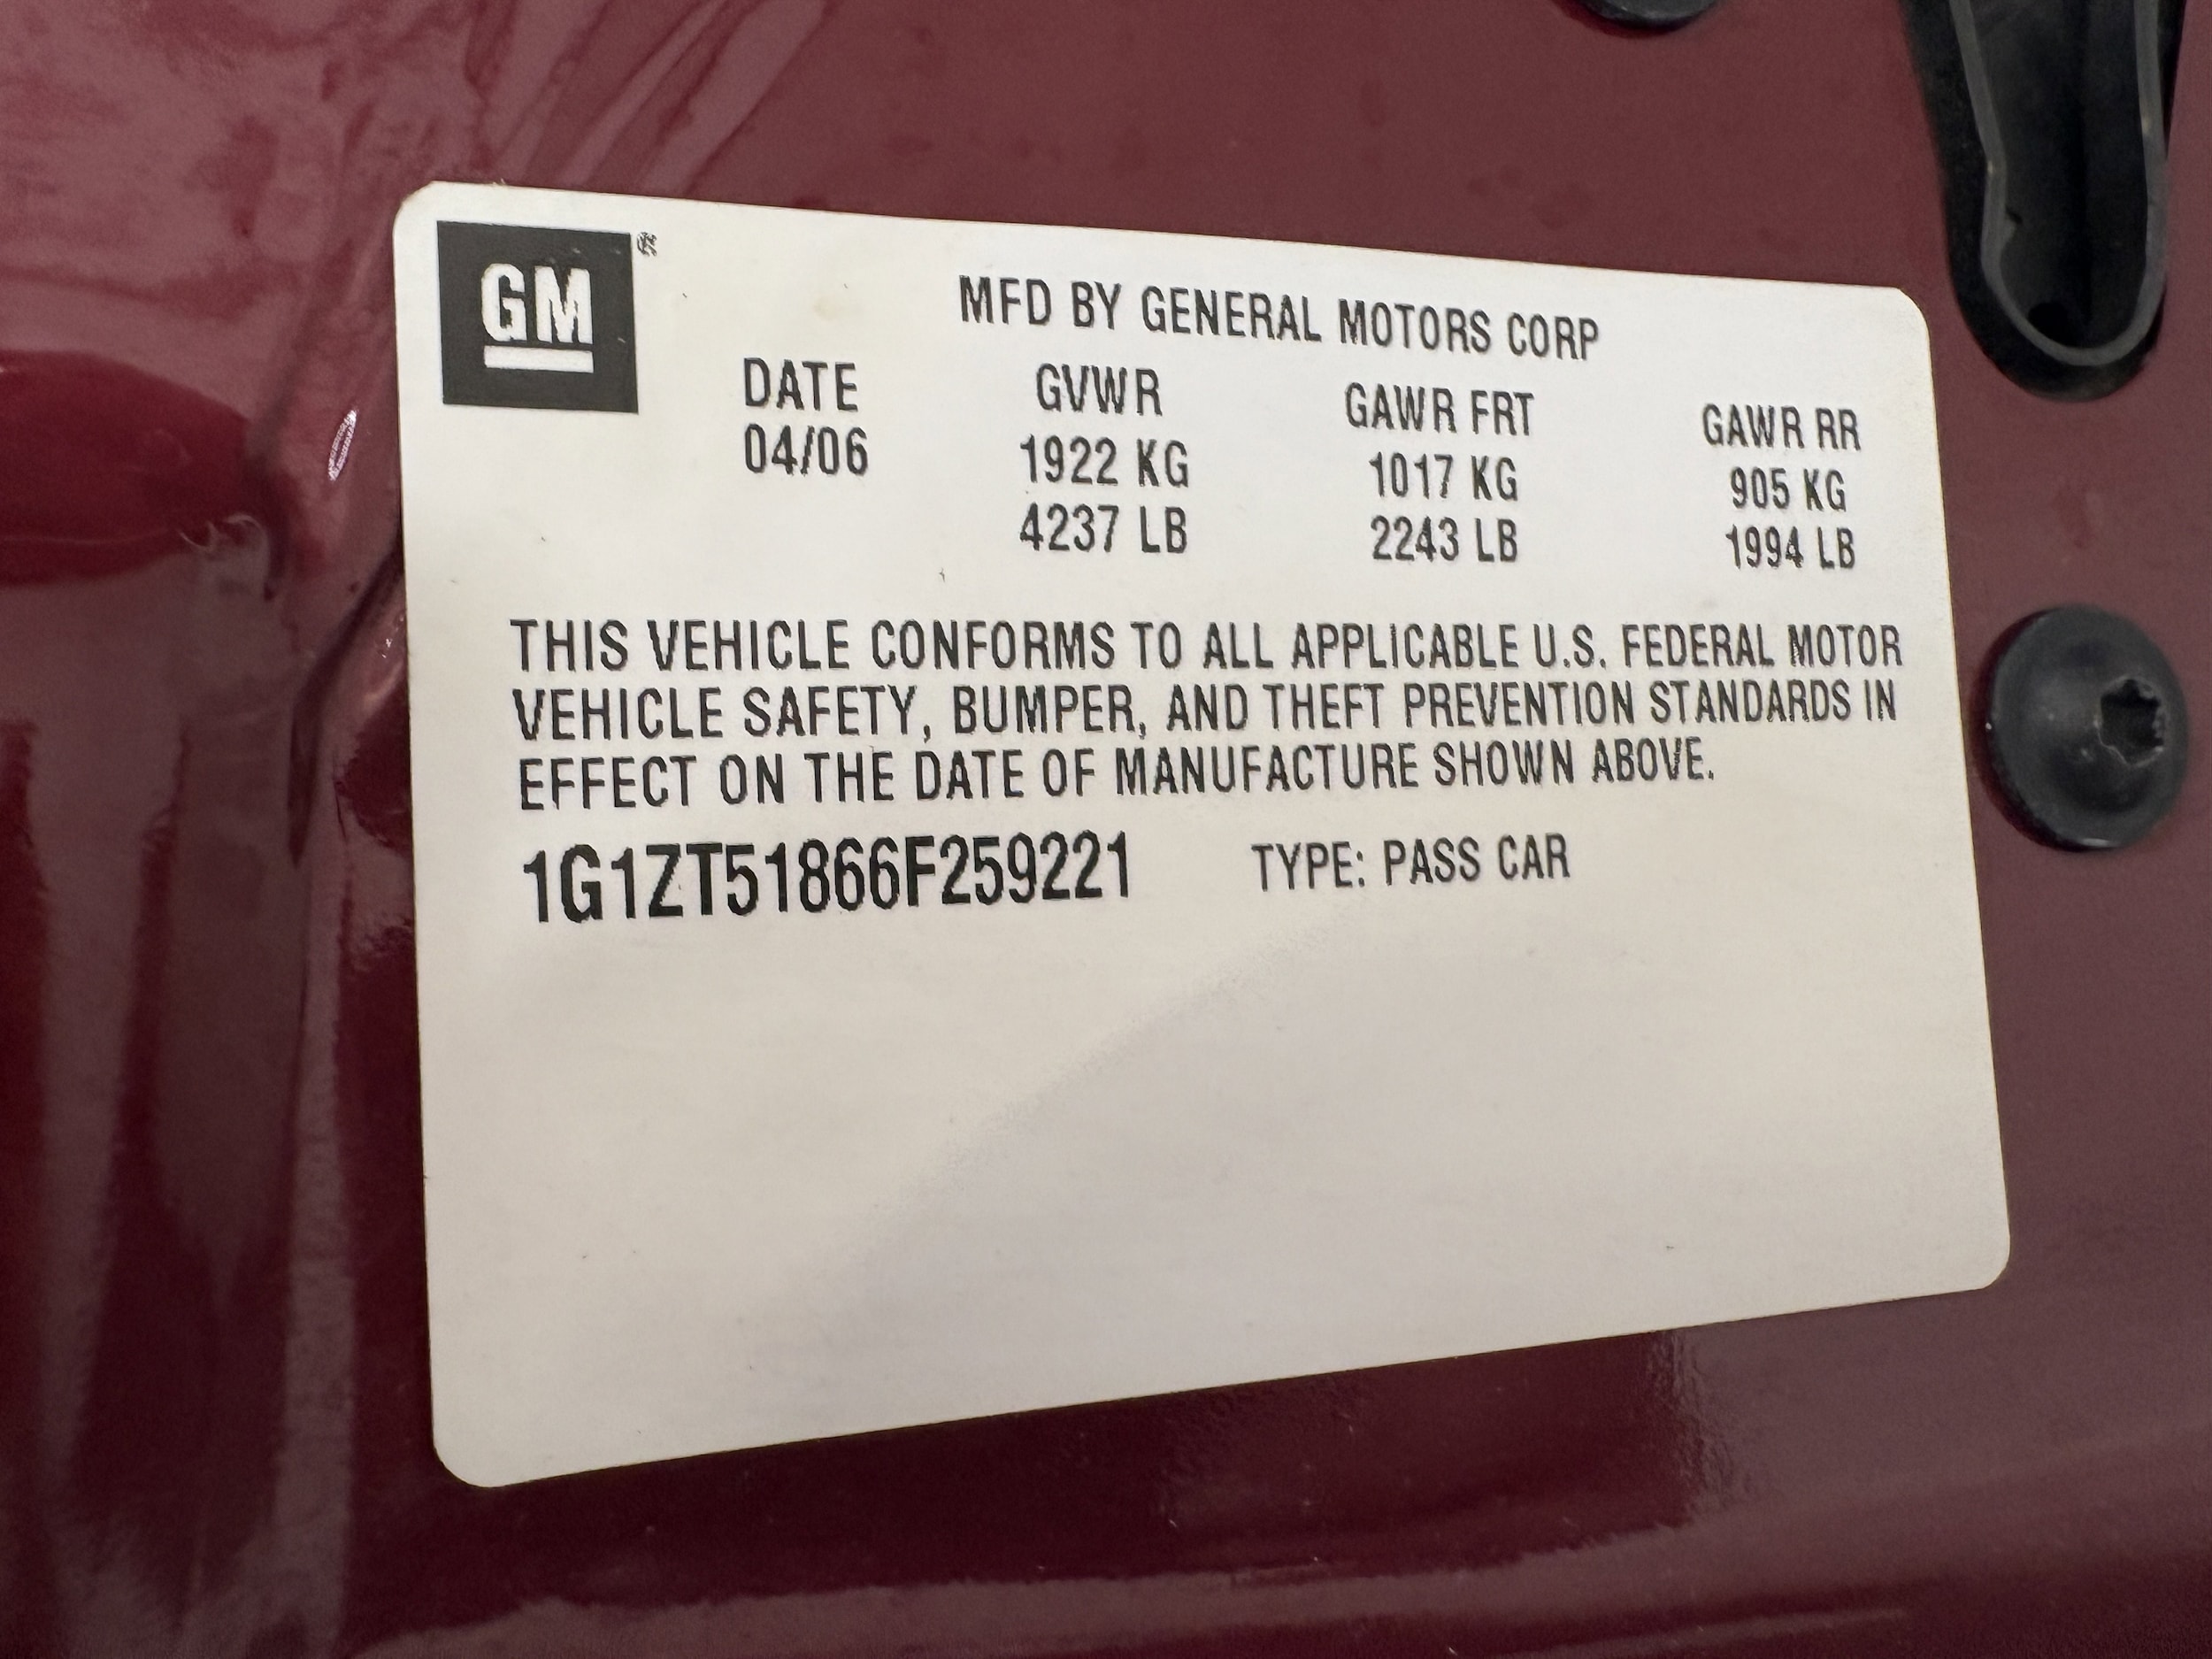 GM ®
MFD BY GENERAL MOTORS CORP
DATE GVWR GAWR FRT GAWR RR
04/06 1922 KG 1017 KG 905 KG
4237 LB 2243 LB 1994 LB
THIS VEHICLE CONFORMS TO ALL APPLICABLE U.S. FEDERAL MOTOR
VEHICLE SAFETY, BUMPER, AND THEFT PREVENTION STANDARDS IN
EFFECT ON THE DATE OF MANUFACTURE SHOWN ABOVE.
1G1ZT51866F259221 TYPE: PASS CAR